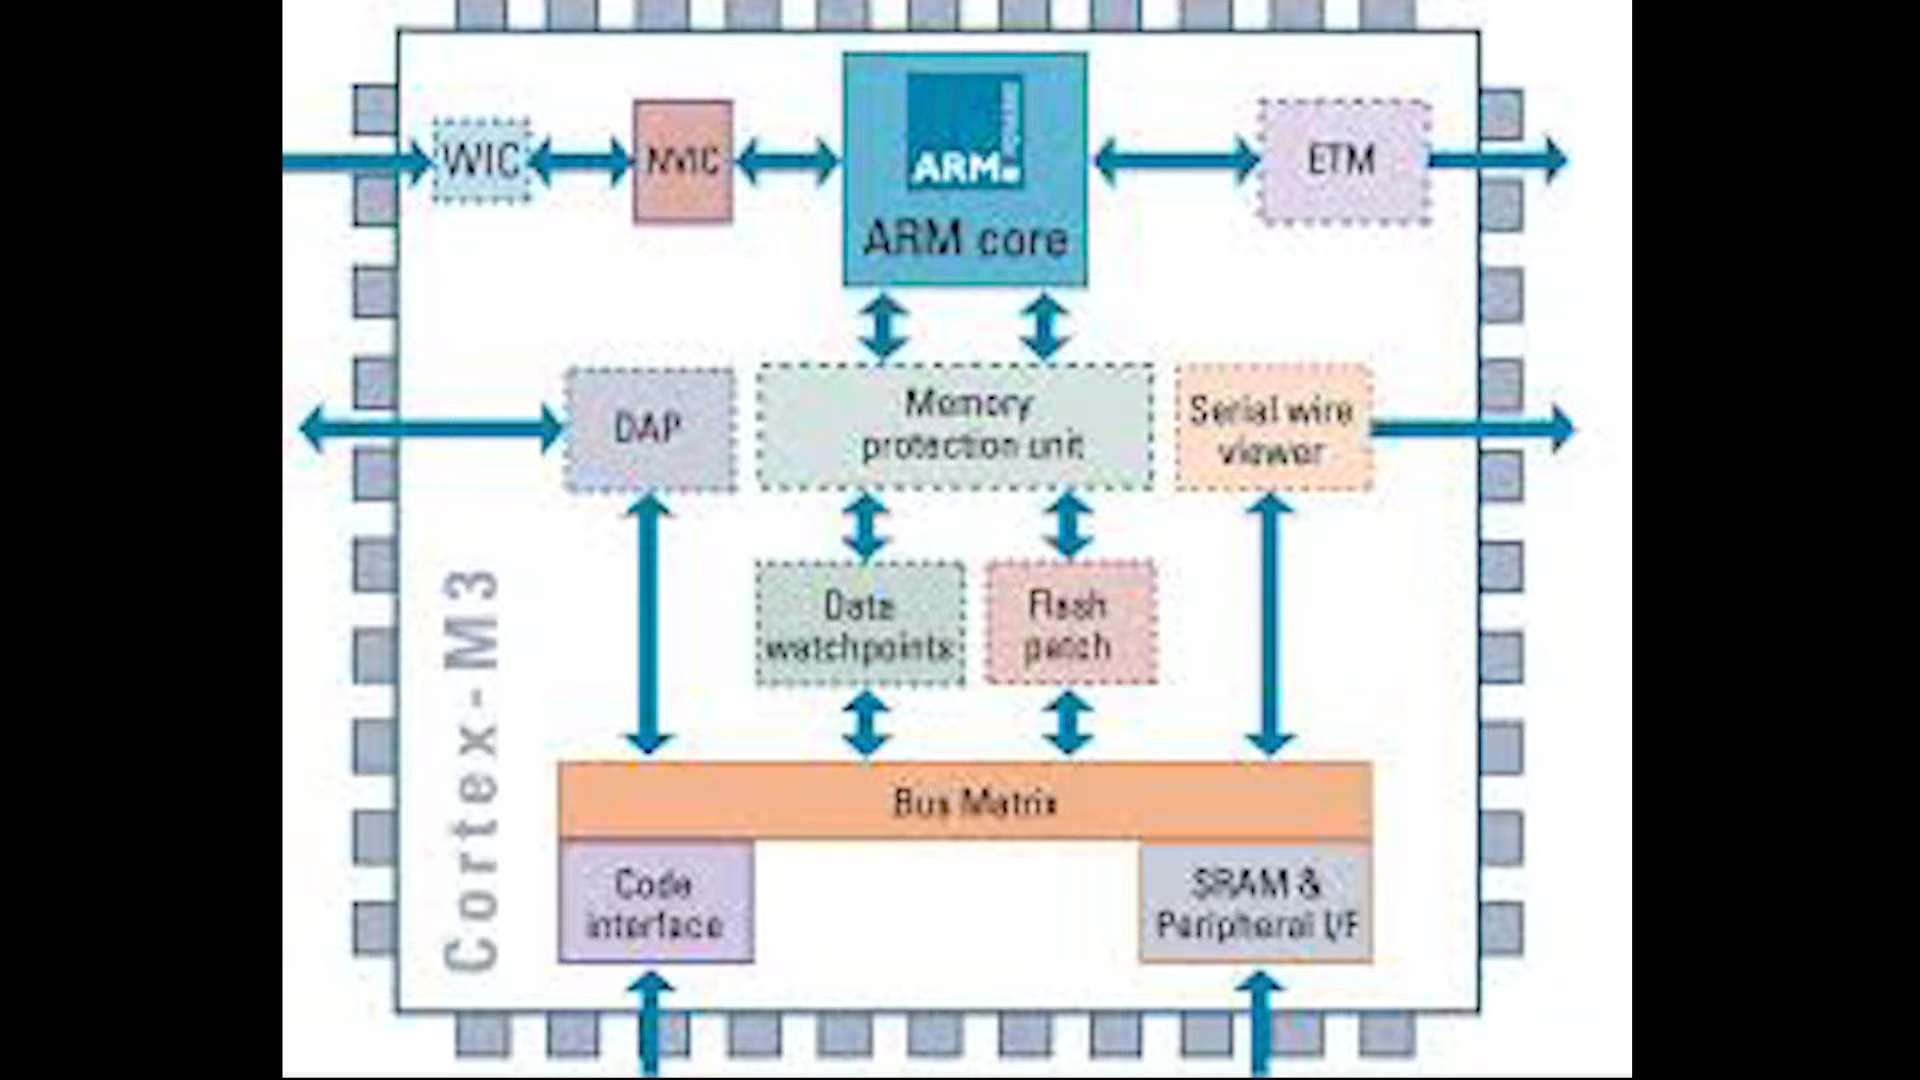 WIC
NVIC
ARM
ARM core
ETM
DAP
Memory
protection unit
Serial wire
viewer
Data
watchpoints
Flash
patch
Cortex-M3
Bus Matrix
Code
interface
SRAM &
Peripheral I/F